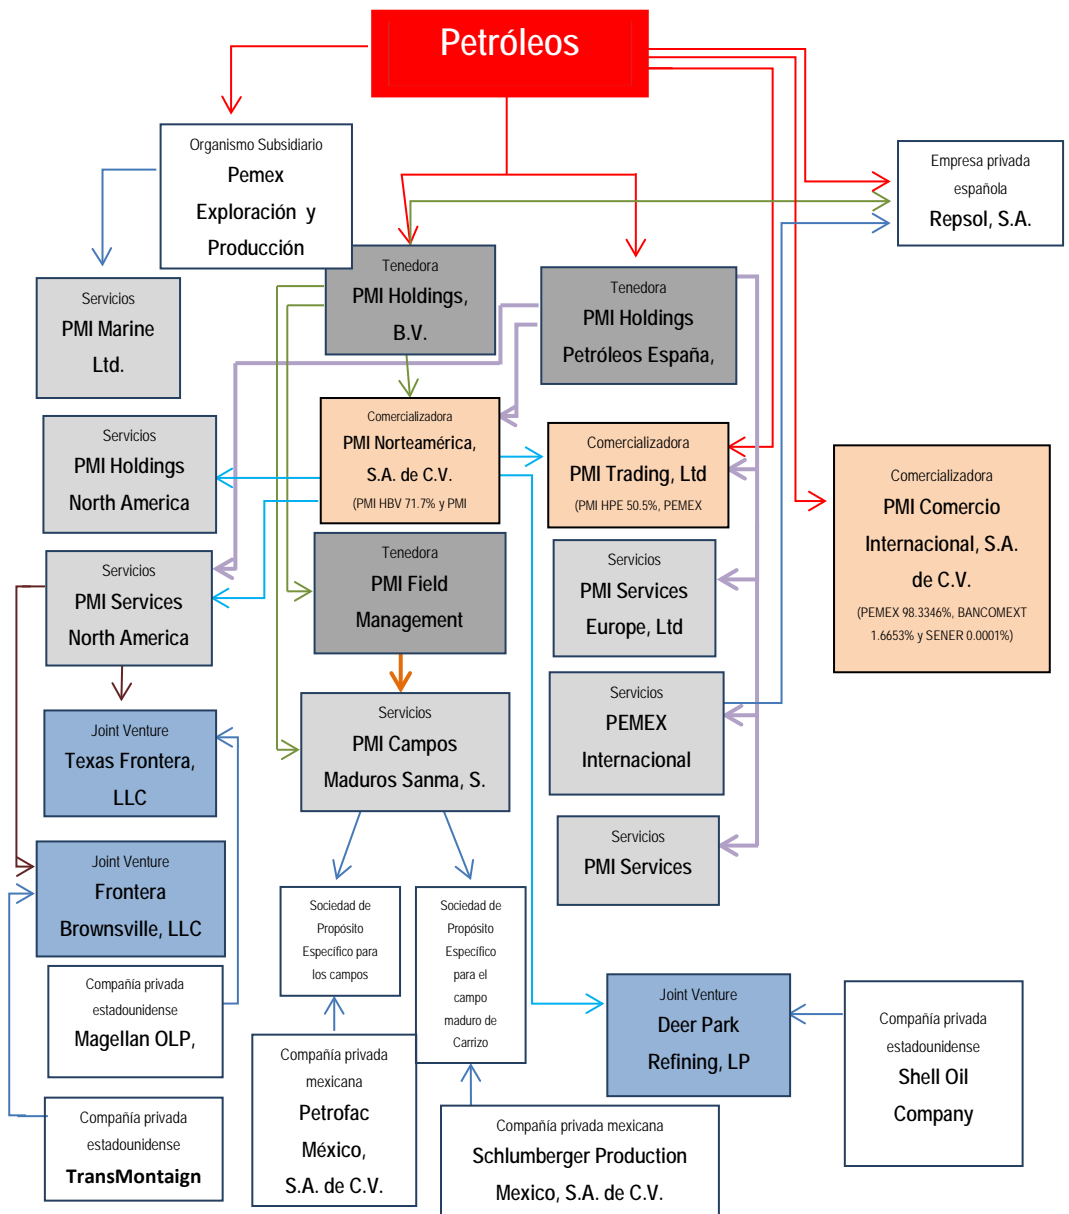 Petróleos
Organismo Subsidiario
Pemex
Exploración y
Producción
Empresa privada
española
Repsol, S.A.
Servicios
PMI Marine
Ltd.
Tenedora
PMI Holdings,
B.V.
Tenedora
PMI Holdings
Petróleos España,
Servicios
PMI Holdings
North America
Comercializadora
PMI Norteamérica,
S.A. de C.V.
(PMI HBV 71.7% y PMI
Comercializadora
PMI Trading, Ltd
(PMI HPE 50.5%, PEMEX
Comercializadora
PMI Comercio
Internacional, S.A.
de C.V.
(PEMEX 98.3346%, BANCOMEXT
1.6653% y SENER 0.0001%)
Servicios
PMI Services
North America
Tenedora
PMI Field
Management
Servicios
PMI Services
Europe, Ltd
Servicios
PEMEX
Internacional
Joint Venture
Texas Frontera,
LLC
Servicios
PMI Campos
Maduros Sanma, S.
Servicios
PMI Services
Joint Venture
Frontera
Brownsville, LLC
Sociedad de
Propósito
Específico para
los campos
Sociedad de
Propósito
Específico
para el
campo
maduro de
Carrizo
Compañía privada
estadounidense
Magellan OLP,
Joint Venture
Deer Park
Refining, LP
Compañía privada
estadounidense
Shell Oil
Company
Compañía privada
mexicana
Petrofac
México,
S.A. de C.V.
Compañía privada
estadounidense
TransMontaign
Compañía privada mexicana
Schlumberger Production
Mexico, S.A. de C.V.